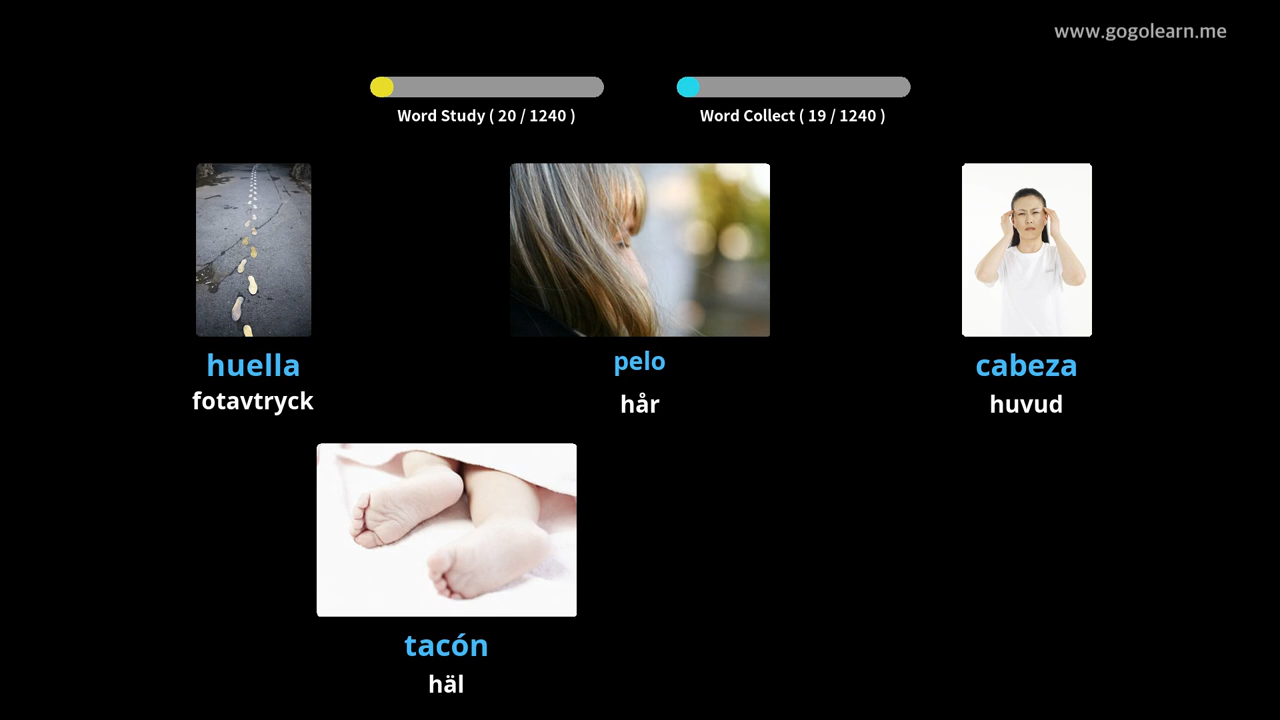 www.gogolearn.me
Word Study ( 20 / 1240 )
Word Collect ( 19 / 1240 )
huella
fotavtryck
pelo
hår
cabeza
huvud
tacón
häl